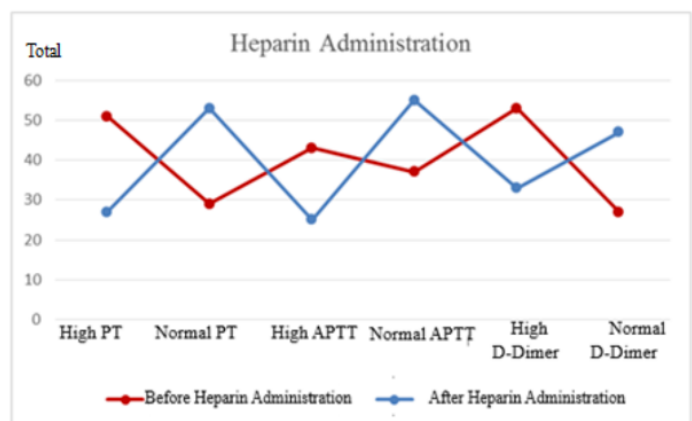 Heparin Administration
Total
60
50
40
30
20
10
0
High PT Normal PT High APTT Normal APTT High D-Dimer Normal D-Dimer
Before Heparin Administration After Heparin Administration